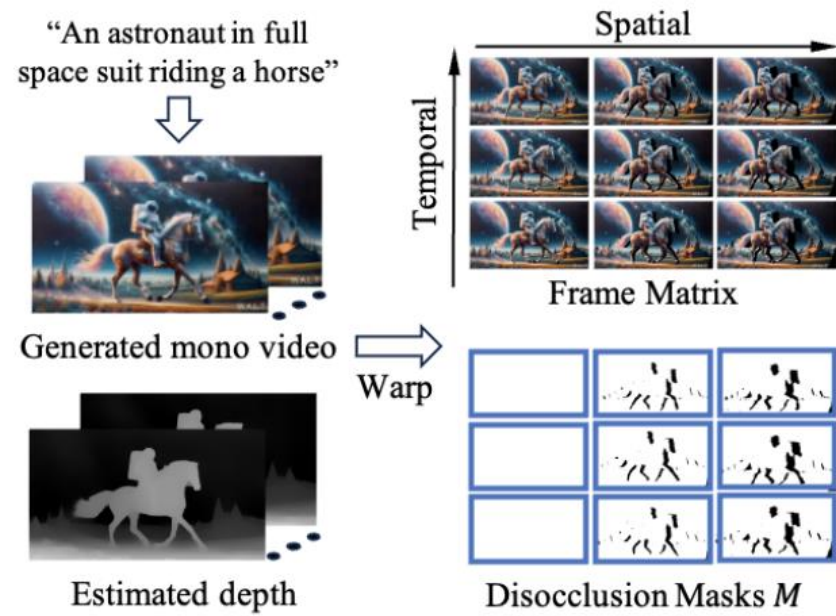 “An astronaut in full
space suit riding a horse”
Generated mono video
Estimated depth
Warp
Spatial
Temporal
Frame Matrix
Disocclusion Masks M